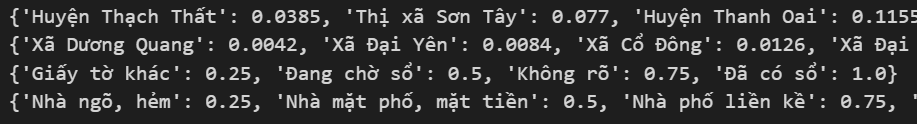 {'Huyện Thạch Thất': 0.0385, 'Thị xã Sơn Tây': 0.077, 'Huyện Thanh Oai': 0.1155
{'Xã Dương Quang': 0.0042, 'Xã Đại Yên': 0.0084, 'Xã Cổ Đông': 0.0126, 'Xã Đại
{'Giấy tờ khác': 0.25, 'Đang chờ sổ': 0.5, 'Không rõ': 0.75, 'Đã có sổ': 1.0}
{'Nhà ngõ, hẻm': 0.25, 'Nhà mặt phố, mặt tiền': 0.5, 'Nhà phố liền kề': 0.75, '